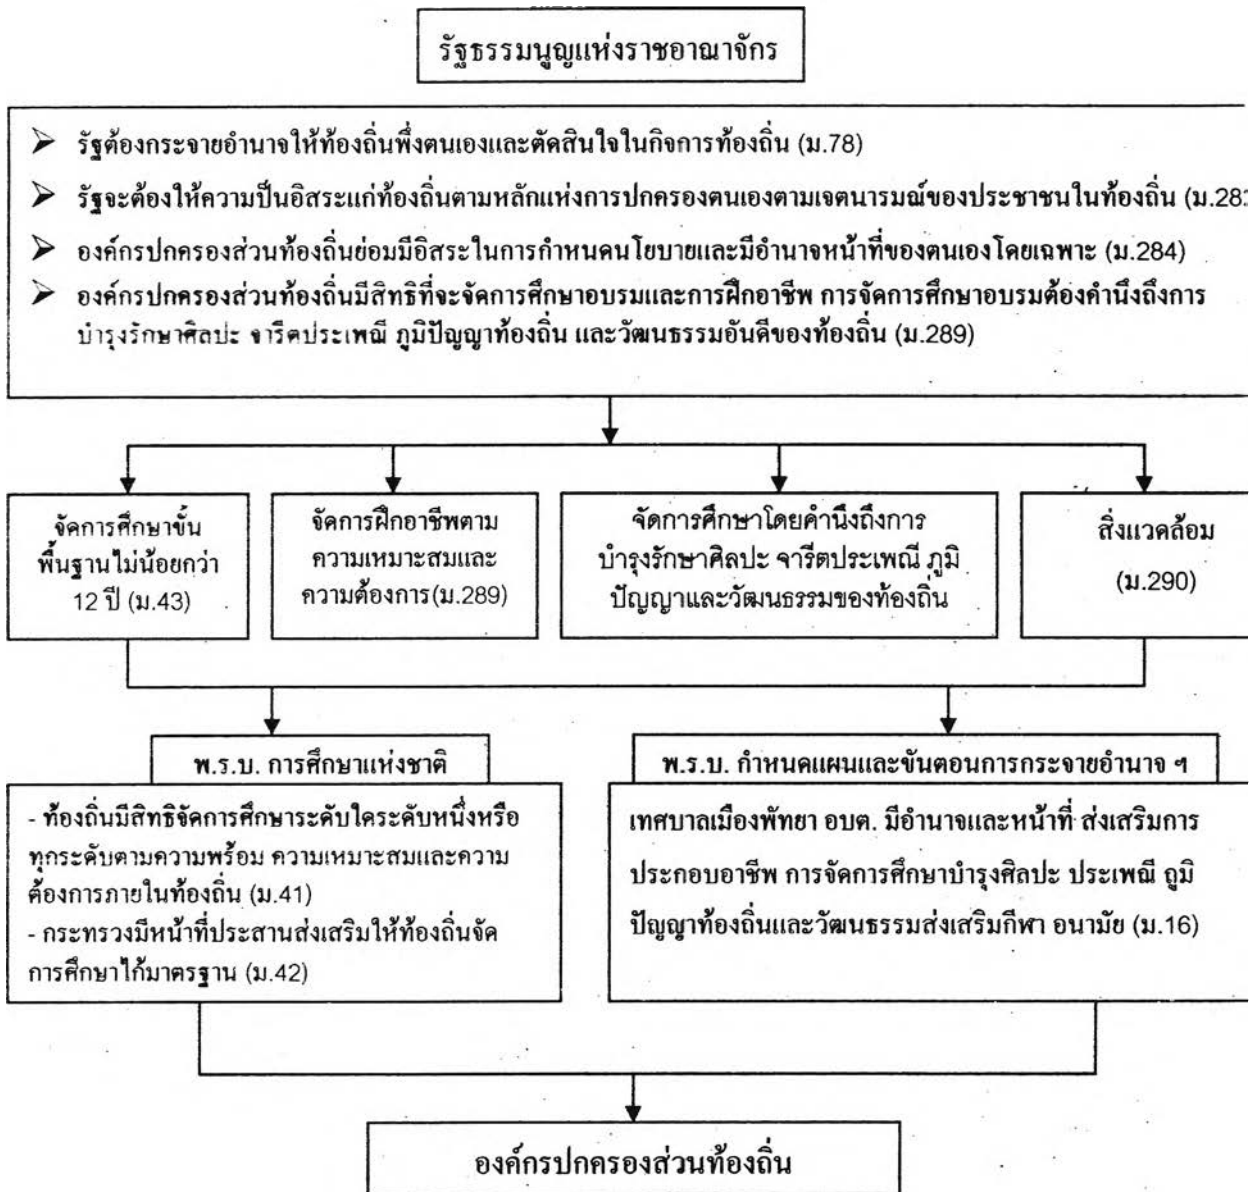 รัฐธรรมนูญแห่งราชอาณาจักร
➢ รัฐต้องกระจายอำนาจให้ท้องถิ่นพึ่งตนเองและตัดสินใจในกิจการท้องถิ่น (ม.78)
➢ รัฐจะต้องให้ความป็นอิสระแก่ท้องถิ่นตามหลักแห่งการปกครองตนเองตามเจตนารมณ์ของประชาชนในท้องถิ่น (ม.28
➢ องค์กรปกครองส่วนท้องถิ่นย่อมมีอิสระในการกำหนดนโยบายและมีอำนาจหน้าที่ของตนเองโดยเฉพาะ (ม.284)
➢ องค์กรปกครองส่วนท้องถิ่นมีสิทธิที่จะจัดการศึกษาอบรมและการฝึกอาชีพ การจัดการศึกษาอบรมต้องคำนึงถึงการ
บำรุงรักษาศิลปะ จารีตประเพณี ภูมิปัญญาท้องถิ่น และวัฒนธรรมอันดีของท้องถิ่น (ม.289)
จัดการศึกษาขั้น
พื้นฐานไม่น้อยกว่า
12 ปี (ม.43)
จัดการฝึกอาชีพตาม
ความเหมาะสมและ
ความต้องการ(ม.289)
จัดการศึกษาโดยคำนึงถึงการ
บำรุงรักษาศิลปะ จารีตประเพณี ภูมิ
ปัญญาและวัฒนธรรมของท้องถิ่น
สิ่งแวดล้อม
(ม.290)
พ.ร.บ. การศึกษาแห่งชาติ
- ท้องถิ่นมีสิทธิจัดการศึกษาระดับใดระดับหนึ่งหรือ
ทุกระดับตามความพร้อม ความเหมาะสมและความ
ต้องการภายในท้องถิ่น (ม.41)
- กระทรวงมีหน้าที่ประสานส่งเสริมให้ท้องถิ่นจัด
การศึกษาได้มาตรฐาน (ม.42)
พ.ร.บ. กำหนดแผนและขันตอนการกระจายอำนาจ ฯ
เทศบาลเมืองพัทยา อบต. มีอำนาจและหน้าที่ ส่งเสริมการ
ประกอบอาชีพ การจัดการศึกษาบำรุงศิลปะ ประเพณี ภูมิ
ปัญญาท้องถิ่นและวัฒนธรรมส่งเสริมกีฬา อนามัย (ม.16)
องค์กรปกครองส่วนท้องถิ่น